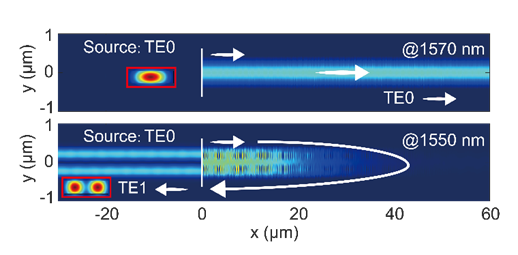 1
Source: TE0
@1570 nm
y (μm)
0
TE0
-1
1
Source: TE0
@1550 nm
y (μm)
0
TE1
-1
-20
0
20
40
60
x (μm)